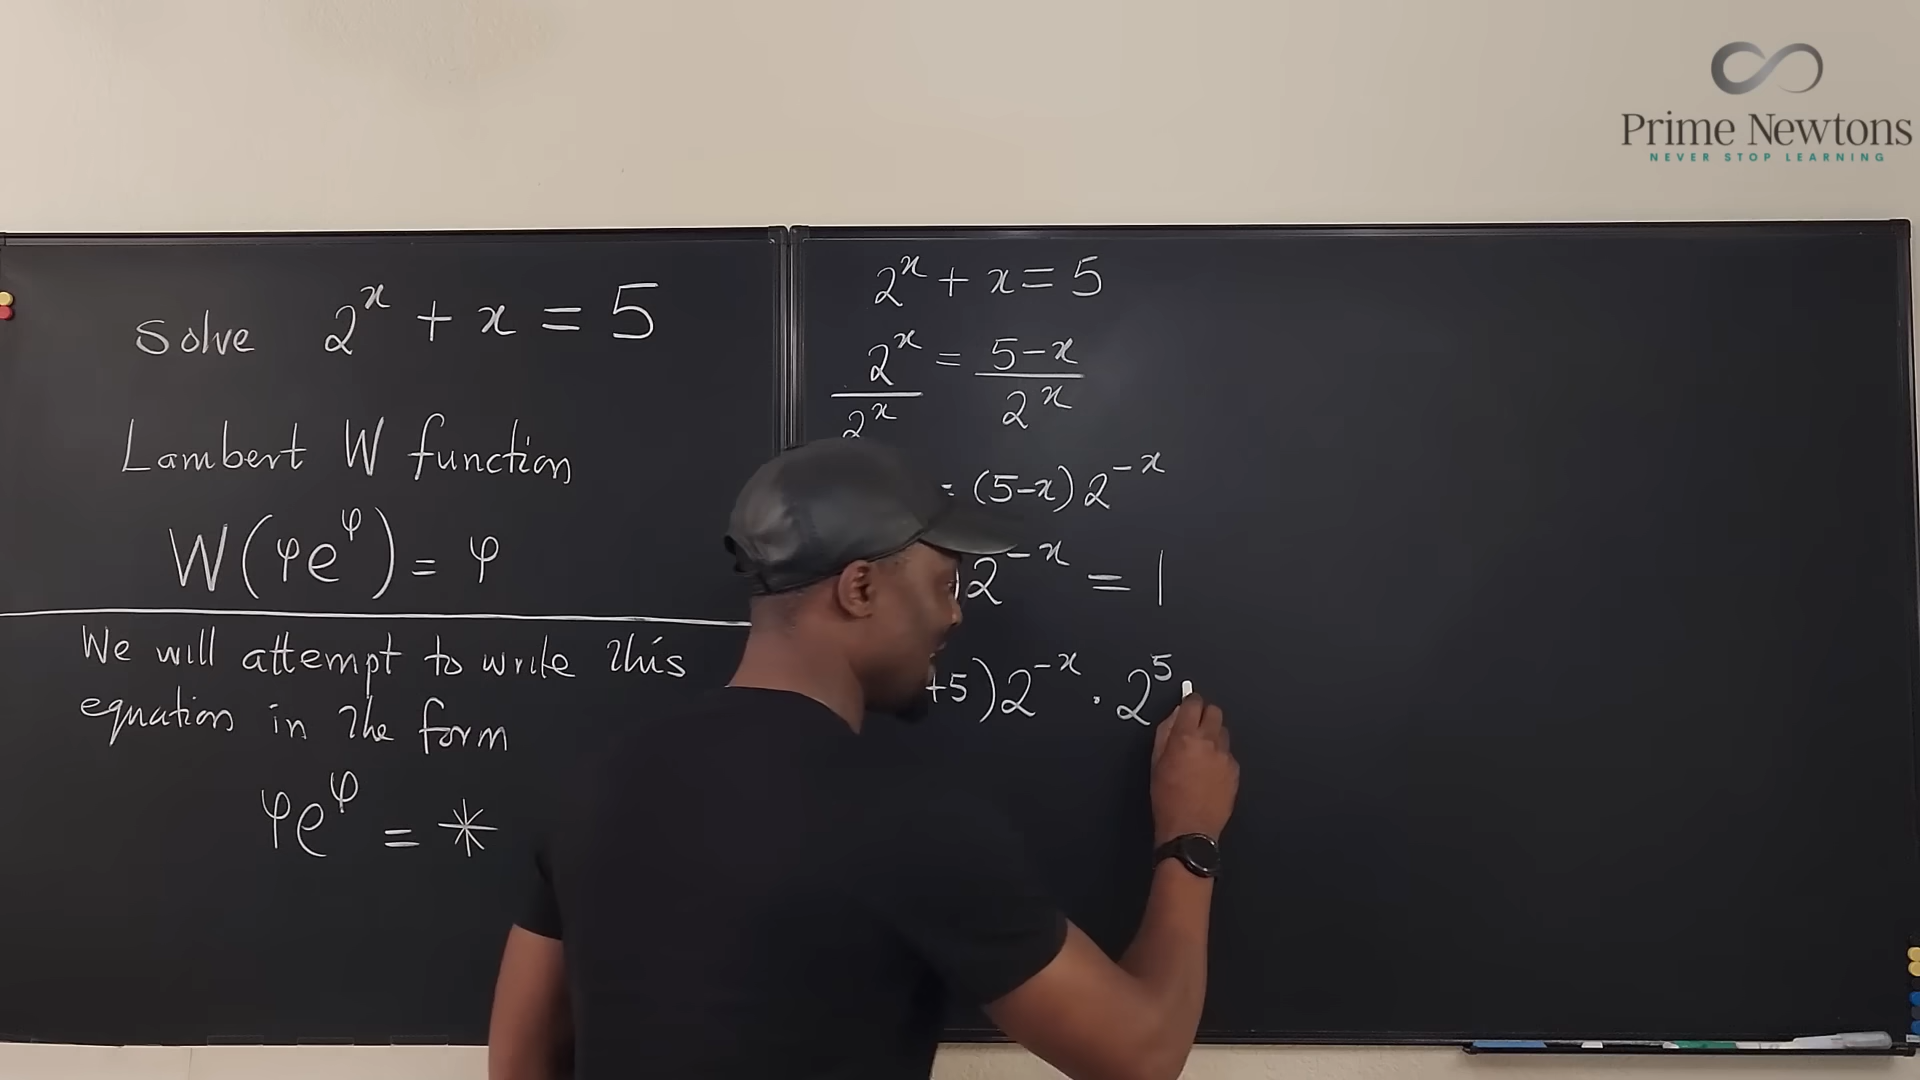 Prime Newtons
NEVER STOP LEARNING
Solve 2^x + x = 5
Lambert W function
W(φe^φ) = φ
We will attempt to write this
equation in the form
φe^φ = *
2^x + x = 5
2^x/2^x = (5-x)/2^x
= (5-x)2^-x
)2^-x = 1
+5)2^-x · 2^5